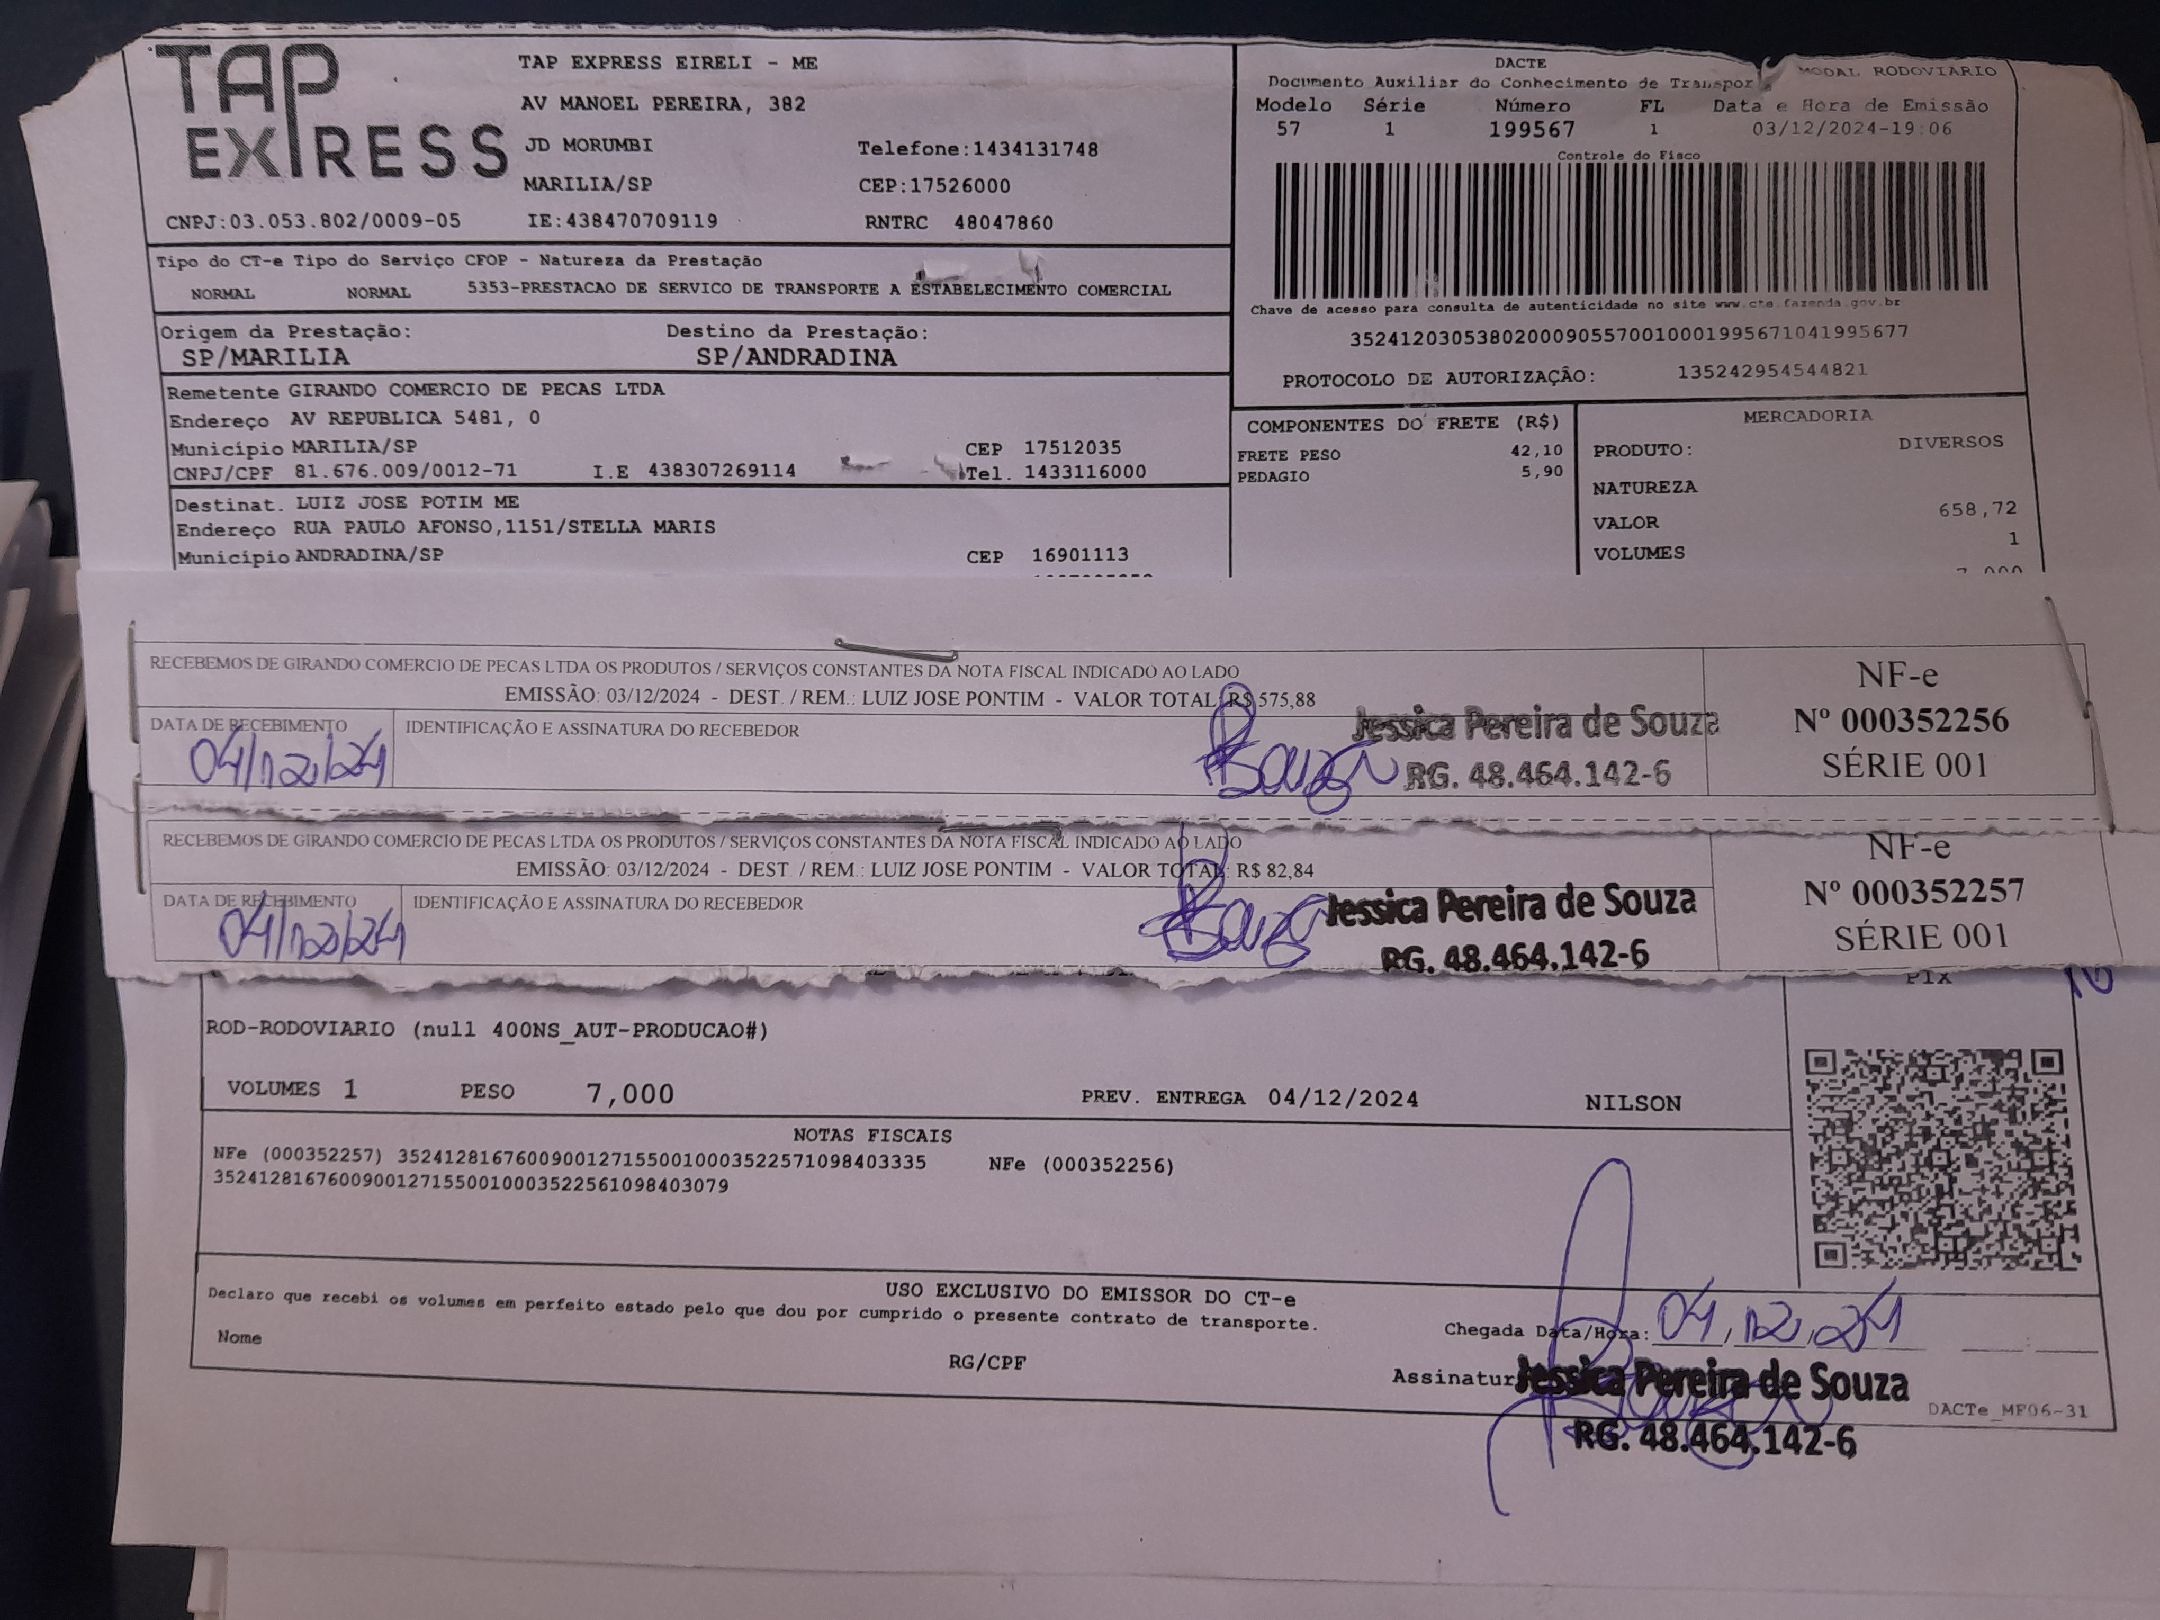 TAP EXPRESS
TAP EXPRESS EIRELI - ME
AV MANOEL PEREIRA, 382
JD MORUMBI Telefone:1434131748
MARILIA/SP CEP:17526000
CNPJ:03.053.802/0009-05 IE:438470709119 RNTRC 48047860
DACTE
Documento Auxiliar do Conhecimento de Transpor MODAL RODOVIARIO
Modelo Série Número FL Data e Hora de Emissão
57 1 199567 1 03/12/2024-19:06
Controle do Fisco
Chave de acesso para consulta de autenticidade no site www.cte.fazenda.gov.br
35241203053802000905570010001995671041995677
PROTOCOLO DE AUTORIZAÇÃO: 135242954544821
Tipo do CT-e Tipo do Serviço CFOP - Natureza da Prestação
NORMAL NORMAL 5353-PRESTACAO DE SERVICO DE TRANSPORTE A ESTABELECIMENTO COMERCIAL
Origem da Prestação: Destino da Prestação:
SP/MARILIA SP/ANDRADINA
Remetente GIRANDO COMERCIO DE PECAS LTDA
Endereço AV REPUBLICA 5481, 0
Município MARILIA/SP CEP 17512035
CNPJ/CPF 81.676.009/0012-71 I.E 438307269114 Tel. 1433116000
Destinat. LUIZ JOSE POTIM ME
Endereço RUA PAULO AFONSO,1151/STELLA MARIS
Município ANDRADINA/SP CEP 16901113
COMPONENTES DO FRETE (R$)
FRETE PESO 42,10
PEDAGIO 5,90
MERCADORIA
PRODUTO: DIVERSOS
NATUREZA
VALOR 658,72
VOLUMES 1
RECEBEMOS DE GIRANDO COMERCIO DE PECAS LTDA OS PRODUTOS / SERVIÇOS CONSTANTES DA NOTA FISCAL INDICADO AO LADO
EMISSÃO: 03/12/2024 - DEST. / REM.: LUIZ JOSE PONTIM - VALOR TOTAL: R$ 575,88
DATA DE RECEBIMENTO IDENTIFICAÇÃO E ASSINATURA DO RECEBEDOR
04/12/24
Jessica Pereira de Souza
RG. 48.464.142-6
NF-e
Nº 000352256
SÉRIE 001
RECEBEMOS DE GIRANDO COMERCIO DE PECAS LTDA OS PRODUTOS / SERVIÇOS CONSTANTES DA NOTA FISCAL INDICADO AO LADO
EMISSÃO: 03/12/2024 - DEST. / REM.: LUIZ JOSE PONTIM - VALOR TOTAL: R$ 82,84
DATA DE RECEBIMENTO IDENTIFICAÇÃO E ASSINATURA DO RECEBEDOR
04/12/24
Jessica Pereira de Souza
RG. 48.464.142-6
NF-e
Nº 000352257
SÉRIE 001
PIX
ROD-RODOVIARIO (null 400NS_AUT-PRODUCAO#)
VOLUMES 1 PESO 7,000 PREV. ENTREGA 04/12/2024 NILSON
NOTAS FISCAIS
NFe (000352257) 35241281676009001271550010003522571098403335 NFe (000352256)
35241281676009001271550010003522561098403079
USO EXCLUSIVO DO EMISSOR DO CT-e
Declaro que recebi os volumes em perfeito estado pelo que dou por cumprido o presente contrato de transporte.
Nome RG/CPF
Chegada Data/Hora: 04/12/24
Assinatur
Jessica Pereira de Souza
RG. 48.464.142-6
DACTe_MF06-31